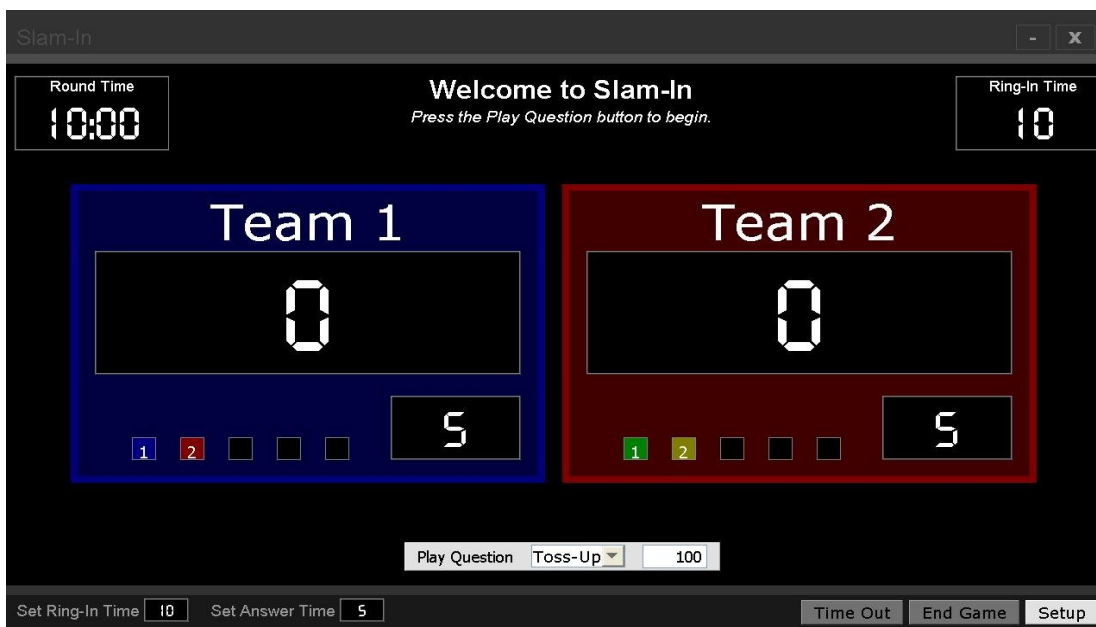 Slam-In
- X
Round Time
10:00
Welcome to Slam-In
Press the Play Question button to begin.
Ring-In Time
10
Team 1
0
5
1 2
Team 2
0
5
1 2
Play Question Toss-Up 100
Set Ring-In Time 10 Set Answer Time 5
Time Out End Game Setup